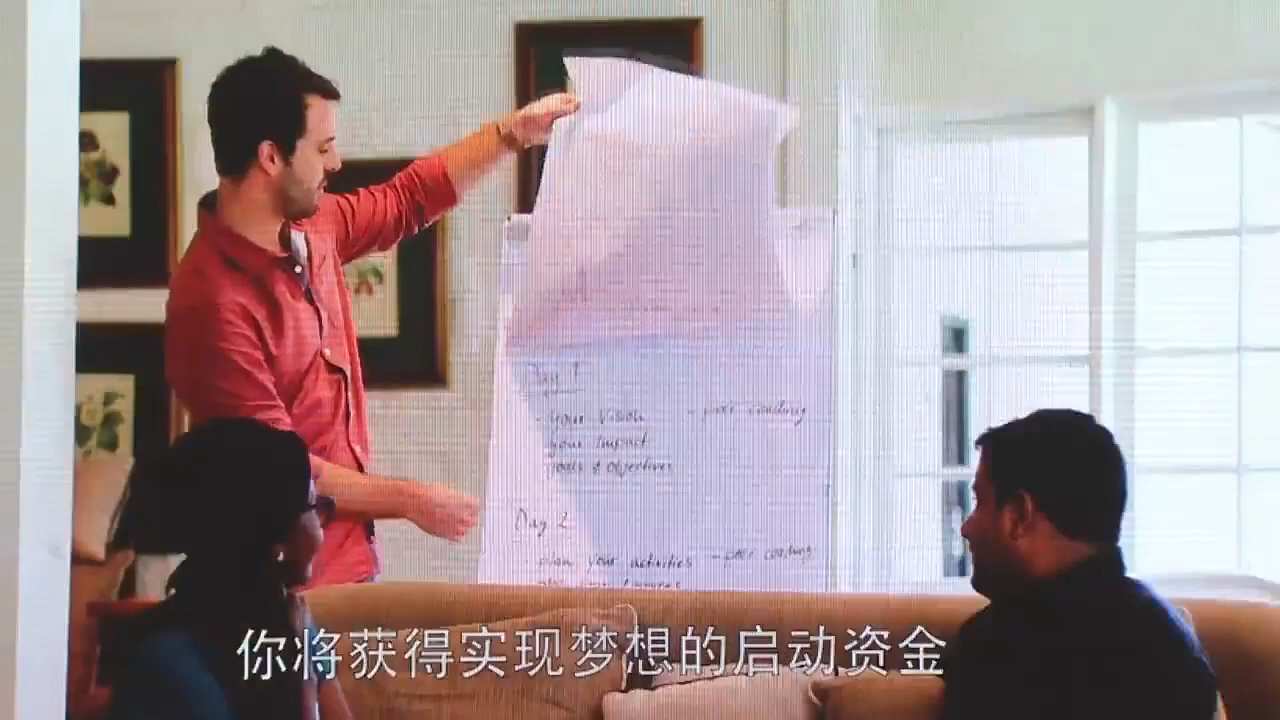 Day 1
- Your Vision - peer coaching
your Impact
goals & objectives
Day 2
- plan your activities - peer coaching
你将获得实现梦想的启动资金